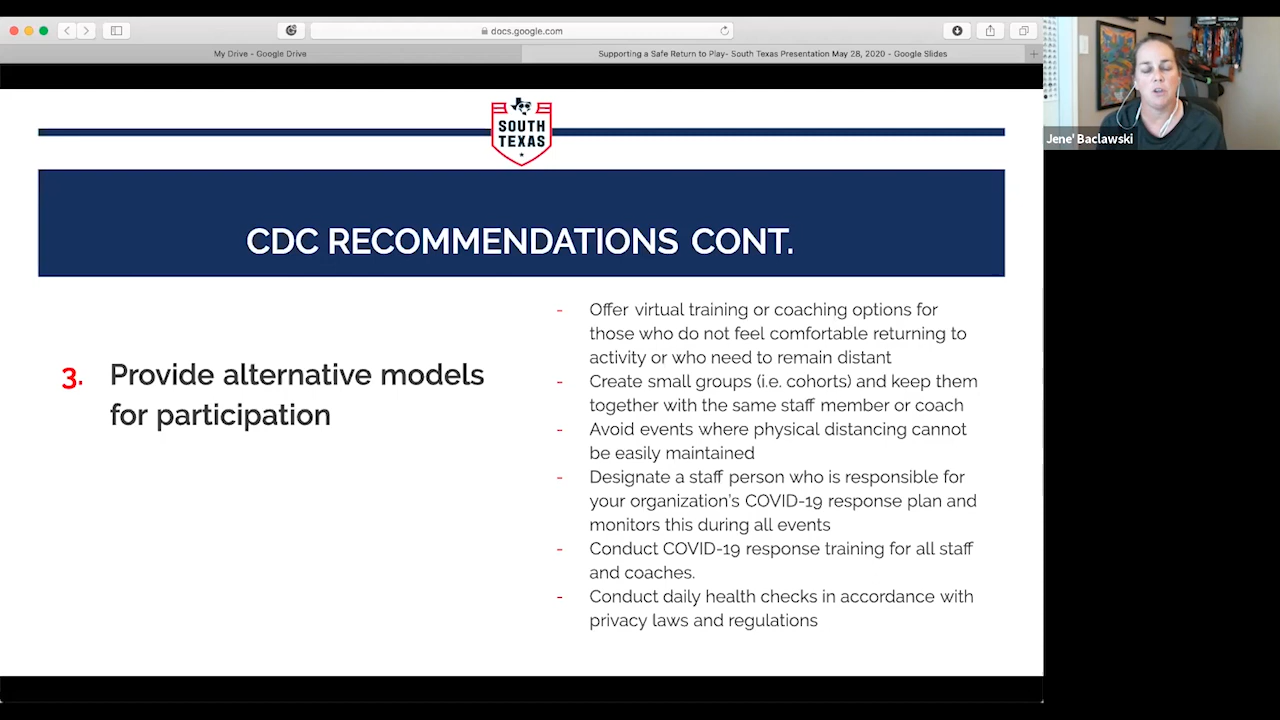 docs.google.com
My Drive - Google Drive
Supporting a Safe Return to Play- South Texas Presentation May 28, 2020 - Google Slides
Jene' Baclawski
SOUTH
TEXAS
CDC RECOMMENDATIONS CONT.
3. Provide alternative models
for participation
- Offer virtual training or coaching options for
those who do not feel comfortable returning to
activity or who need to remain distant
- Create small groups (i.e. cohorts) and keep them
together with the same staff member or coach
- Avoid events where physical distancing cannot
be easily maintained
- Designate a staff person who is responsible for
your organization's COVID-19 response plan and
monitors this during all events
- Conduct COVID-19 response training for all staff
and coaches.
- Conduct daily health checks in accordance with
privacy laws and regulations